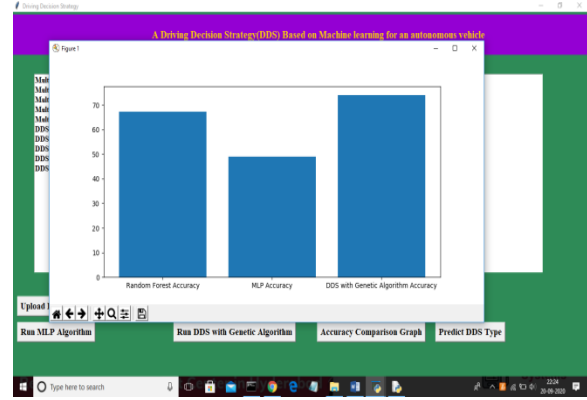 Driving Decision Strategy
A Driving Decision Strategy(DDS) Based on Machine learning for an autonomous vehicle
Figure 1
Mult
Mult
Mult
Mult
Mult
DDS
DDS
DDS
DDS
DDS
70
60
50
40
30
20
10
0
Random Forest Accuracy MLP Accuracy DDS with Genetic Algorithm Accuracy
Upload
Run MLP Algorithm Run DDS with Genetic Algorithm Accuracy Comparison Graph Predict DDS Type
Type here to search
22:24
26-09-2020